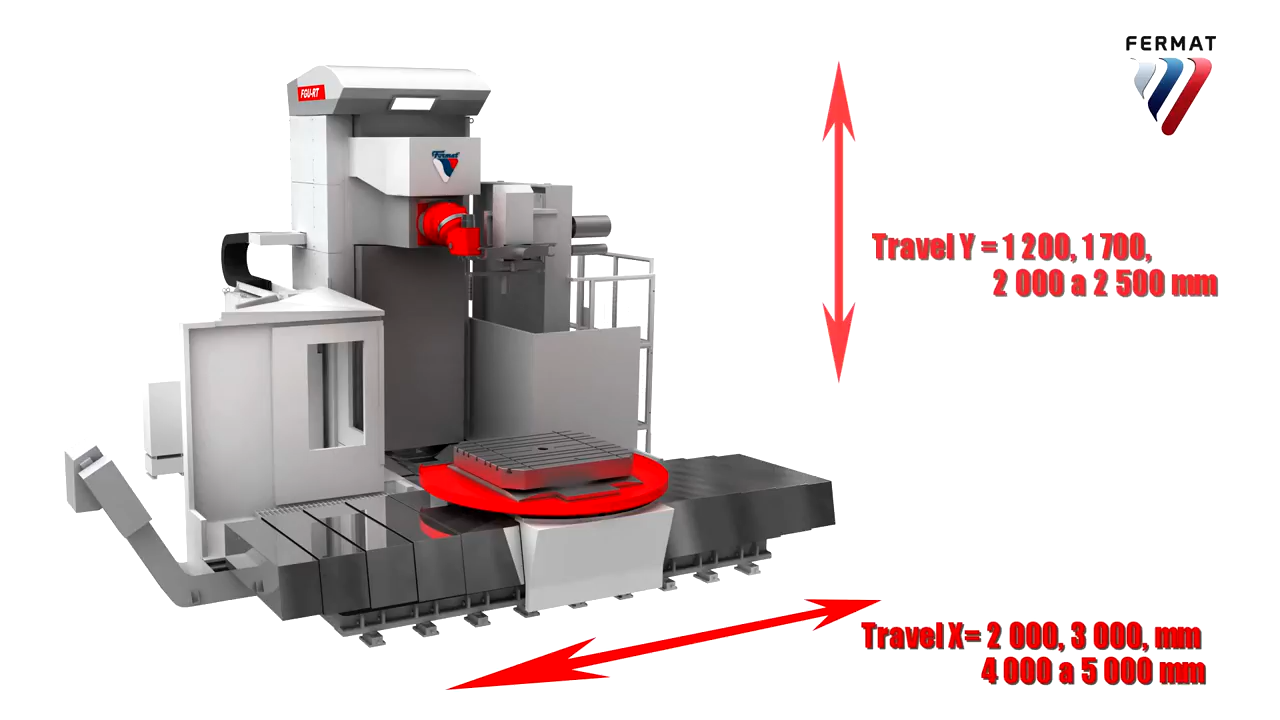 FERMAT
FGU-RT
FERMAT
Travel Y = 1 200, 1 700,
2 000 a 2 500 mm
Travel X= 2 000, 3 000, mm
4 000 a 5 000 mm